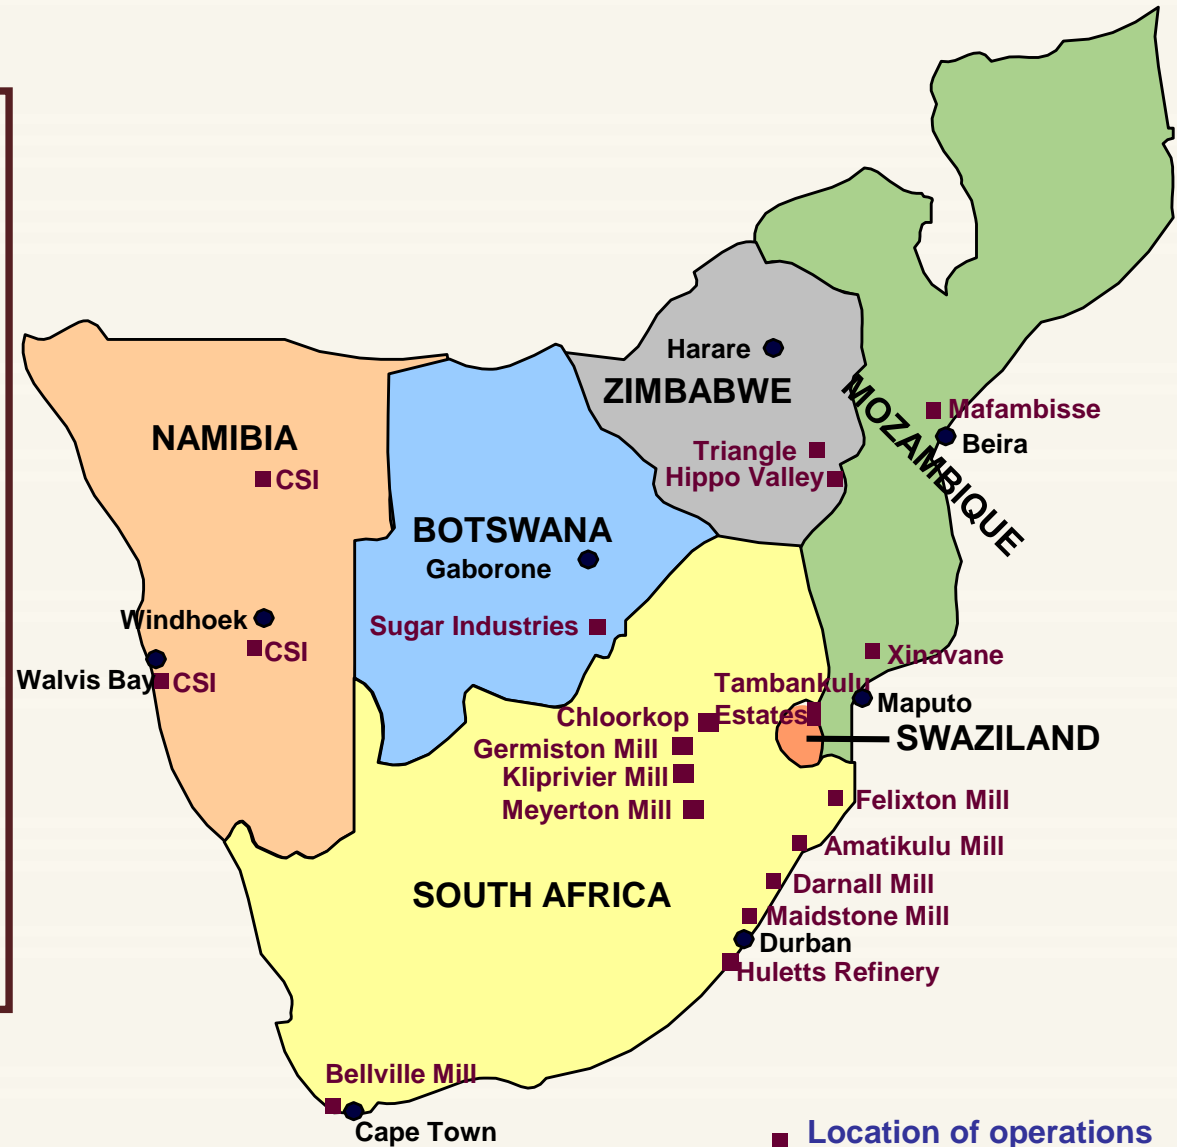 Harare
ZIMBABWE
MOZAMBIQUE
Mafambisse
Beira
NAMIBIA
Triangle
Hippo Valley
CSI
BOTSWANA
Gaborone
Windhoek
Sugar Industries
CSI
Xinavane
Walvis Bay
CSI
Tambankulu
Estates
Maputo
Chloorkop
SWAZILAND
Germiston Mill
Kliprivier Mill
Meyerton Mill
Felixton Mill
Amatikulu Mill
SOUTH AFRICA
Darnall Mill
Maidstone Mill
Durban
Huletts Refinery
Bellville Mill
Cape Town
Location of operations